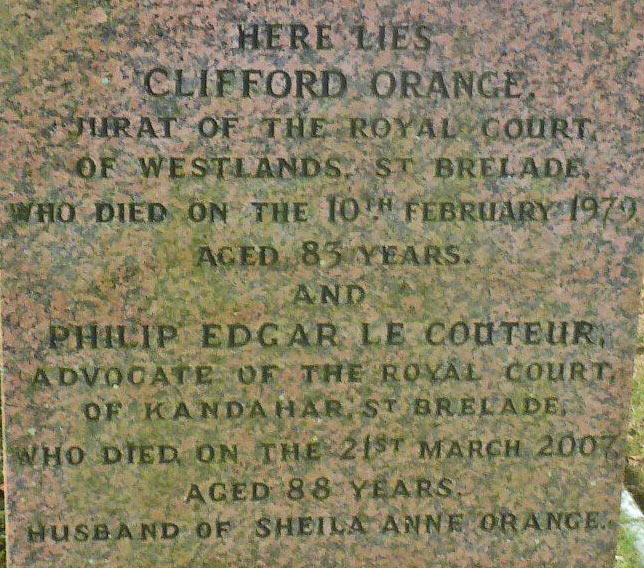 HERE LIES
CLIFFORD ORANGE,
JURAT OF THE ROYAL COURT,
OF WESTLANDS, ST BRELADE,
WHO DIED ON THE 10TH FEBRUARY 1979
AGED 83 YEARS.
AND
PHILIP EDGAR LE COUTEUR,
ADVOCATE OF THE ROYAL COURT,
OF KANDAHAR, ST BRELADE,
WHO DIED ON THE 21ST MARCH 2007,
AGED 88 YEARS.
HUSBAND OF SHEILA ANNE ORANGE.